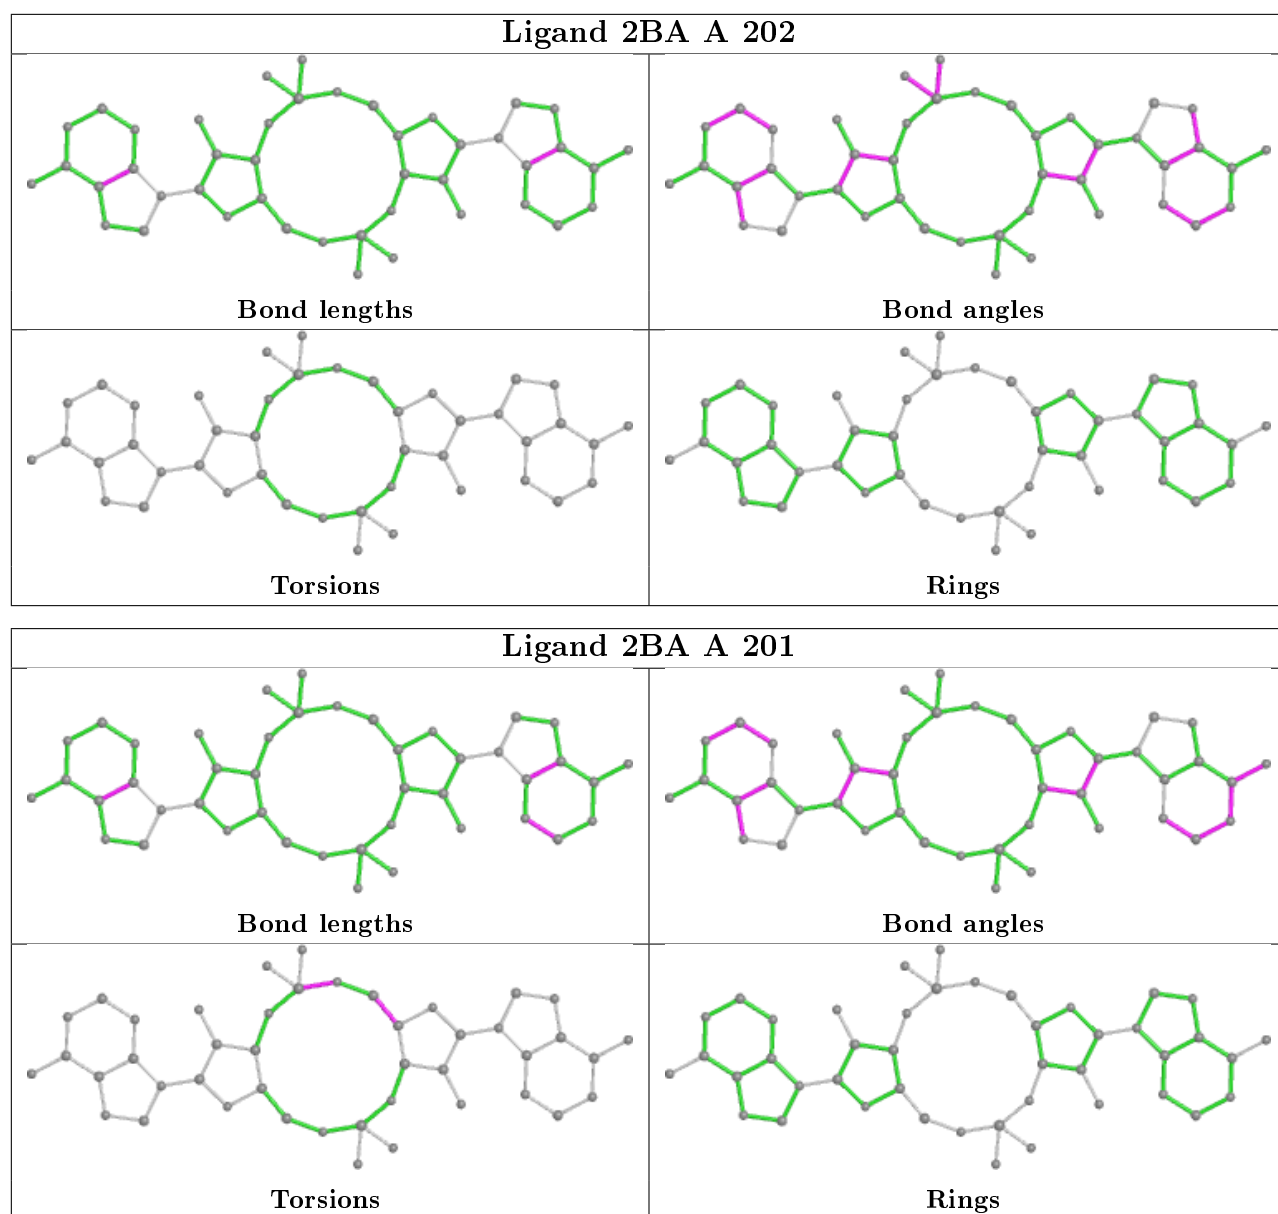 Ligand 2BA A 202
Bond lengths
Bond angles
Torsions
Rings
Ligand 2BA A 201
Bond lengths
Bond angles
Torsions
Rings